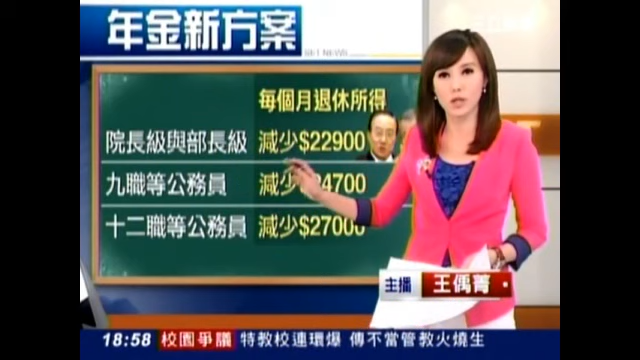 年金新方案
每個月退休所得
院長級與部長級 減少$22900
九職等公務員 減少$24700
十二職等公務員 減少$27000
主播 王偊菁
18:58 校園爭議 特教校連環爆 傳不當管教火燒生